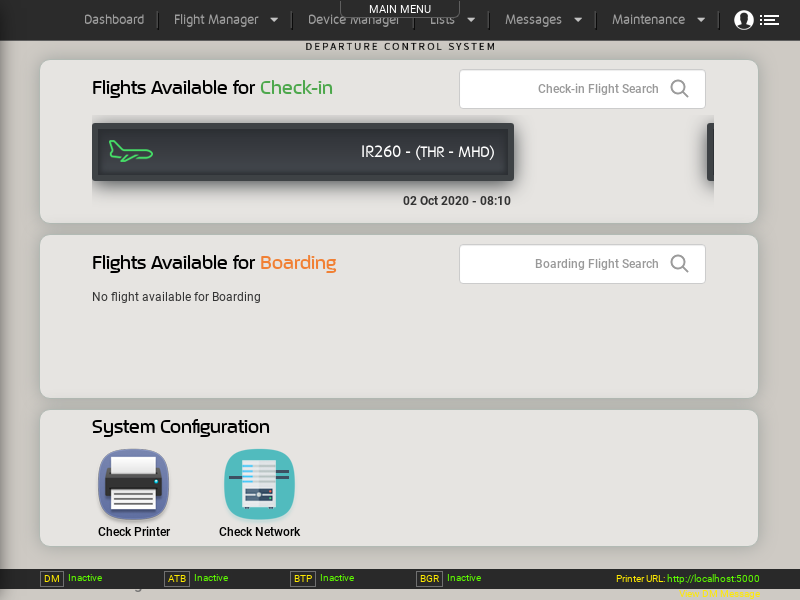 MAIN MENU
Dashboard Flight Manager Device Manager Lists Messages Maintenance
DEPARTURE CONTROL SYSTEM
Flights Available for Check-in
Check-in Flight Search
IR260 - (THR - MHD)
02 Oct 2020 - 08:10
Flights Available for Boarding
Boarding Flight Search
No flight available for Boarding
System Configuration
Check Printer
Check Network
DM Inactive ATB Inactive BTP Inactive BGR Inactive Printer URL: http://localhost:5000
View DM Message